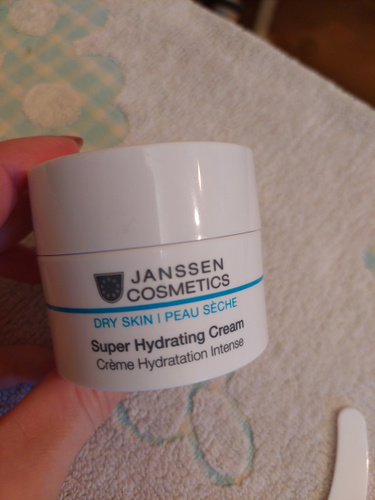 JANSSEN
COSMETICS
DRY SKIN | PEAU SÈCHE
Super Hydrating Cream
Crème Hydratation Intense